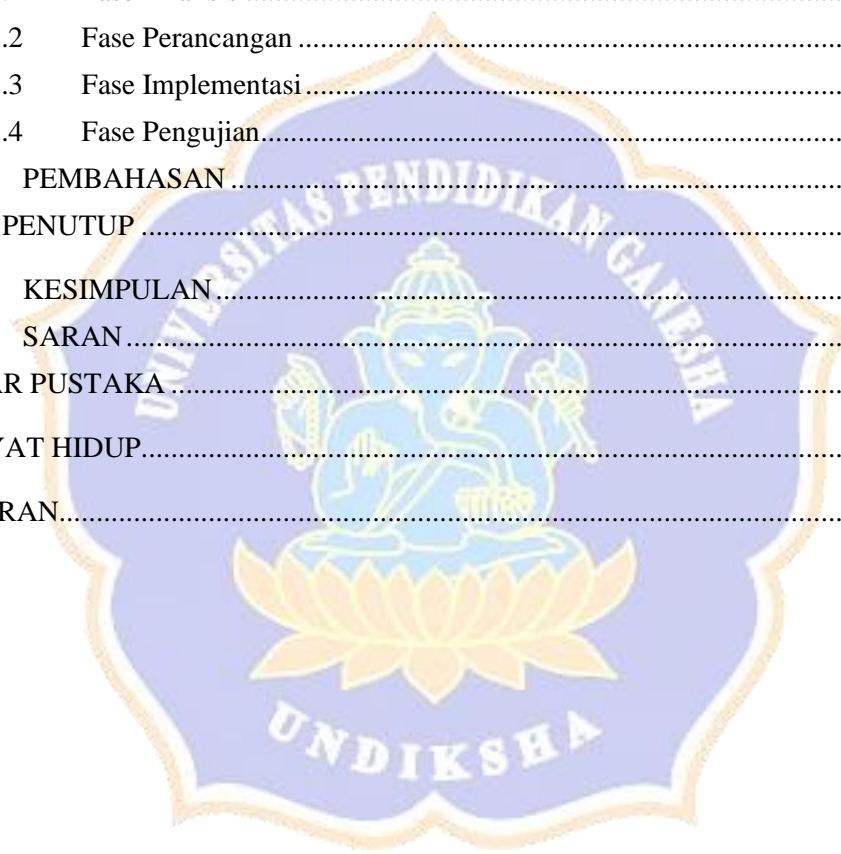 .2 Fase Perancangan ........................................................................
.3 Fase Implementasi ........................................................................
.4 Fase Pengujian ........................................................................
PEMBAHASAN ........................................................................
PENUTUP ........................................................................
KESIMPULAN ........................................................................
SARAN ........................................................................
AR PUSTAKA ........................................................................
YAT HIDUP ........................................................................
RAN ........................................................................
UNIVERSITAS PENDIDIKAN GANESHA
UNDIKSHA